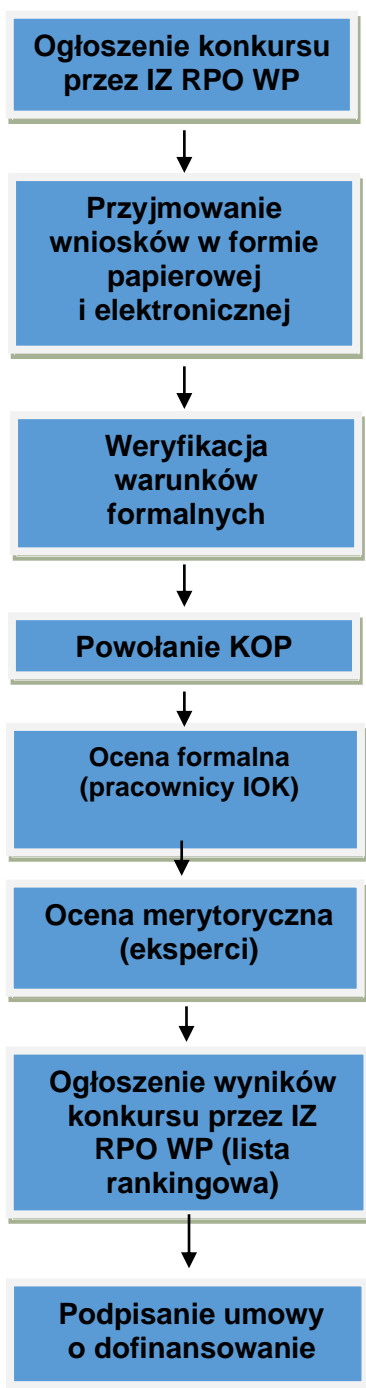 Ogłoszenie konkursu
przez IZ RPO WP
Przyjmowanie
wniosków w formie
papierowej
i elektronicznej
Weryfikacja
warunków
formalnych
Powołanie KOP
Ocena formalna
(pracownicy IOK)
Ocena merytoryczna
(eksperci)
Ogłoszenie wyników
konkursu przez IZ
RPO WP (lista
rankingowa)
Podpisanie umowy
o dofinansowanie